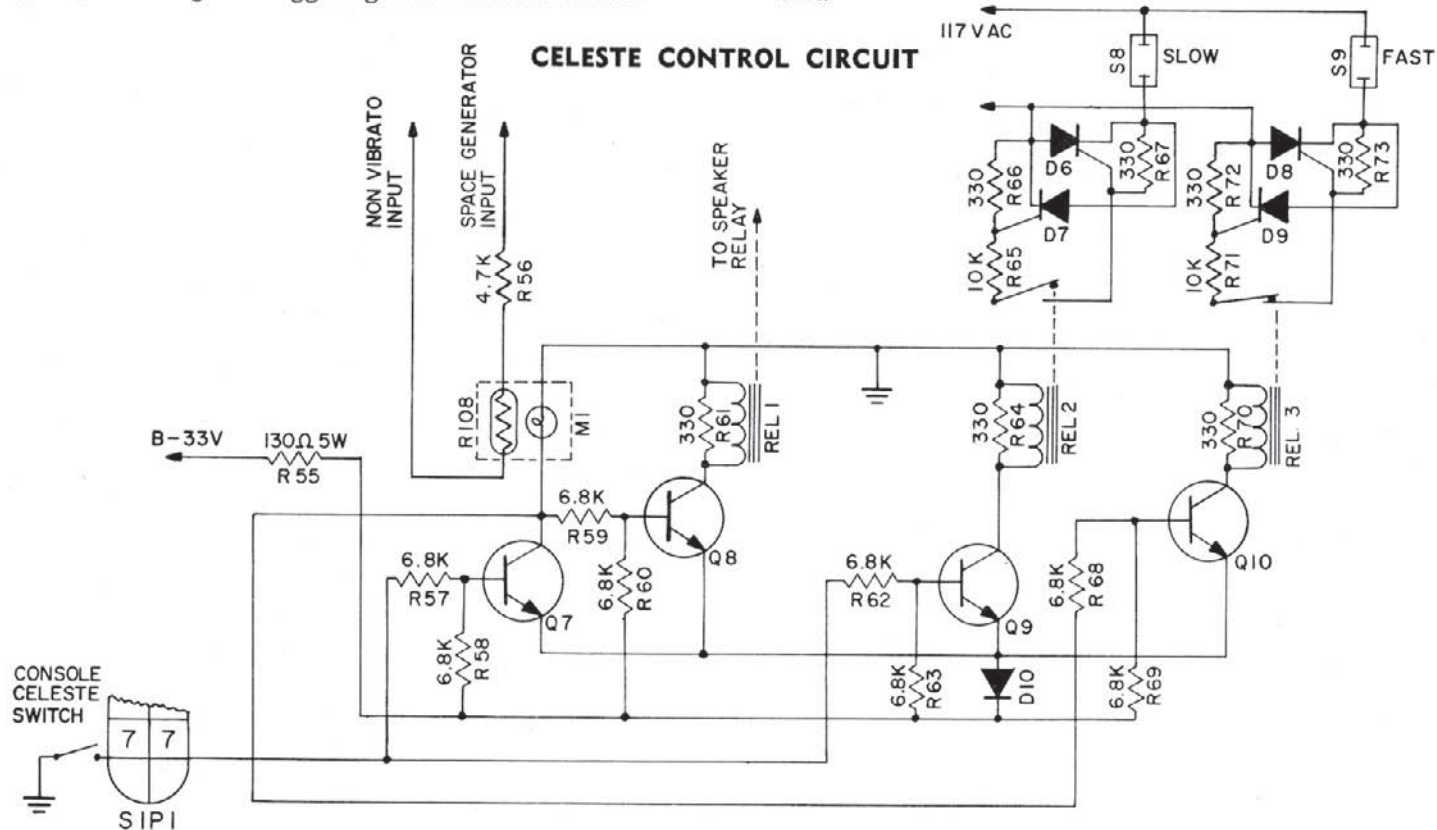 CELESTE CONTROL CIRCUIT
117 V AC
S8
SLOW
S9
FAST
NON VIBRATO
INPUT
SPACE GENERATOR
INPUT
4.7K
R56
TO SPEAKER
RELAY
330
R66
D6
330
R67
D7
10K
R65
330
R72
D8
330
R73
D9
10K
R71
R108
M1
330
R61
REL 1
330
R64
REL 2
330
R70
REL. 3
B-33V
130Ω 5W
R55
6.8K
R59
Q8
6.8K
R57
Q7
6.8K
R58
6.8K
R60
6.8K
R62
Q9
6.8K
R63
D10
6.8K
R68
6.8K
R69
Q10
CONSOLE
CELESTE
SWITCH
7 7
S1P1